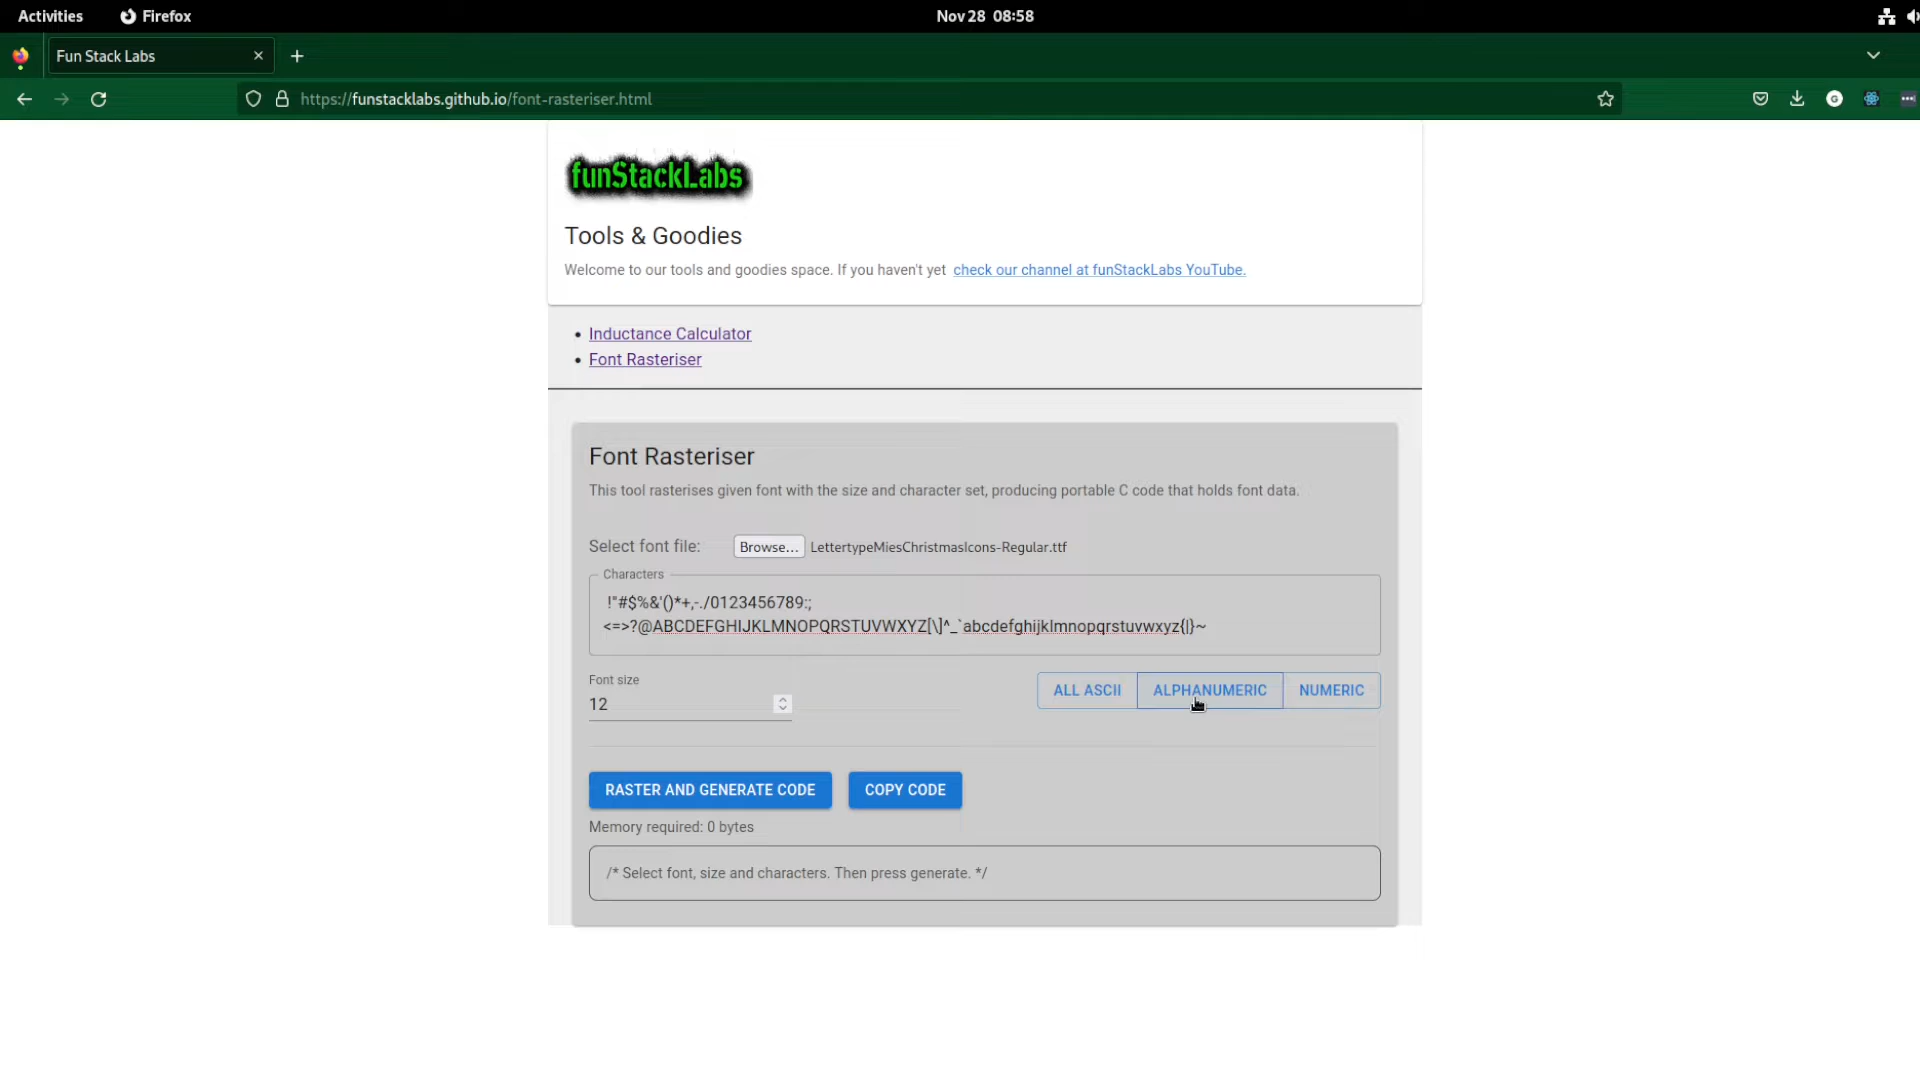 Activities Firefox Nov 28 08:58
Fun Stack Labs
https://funstacklabs.github.io/font-rasteriser.html
funStackLabs
Tools & Goodies
Welcome to our tools and goodies space. If you haven't yet check our channel at funStackLabs YouTube.
• Inductance Calculator
• Font Rasteriser
Font Rasteriser
This tool rasterises given font with the size and character set, producing portable C code that holds font data.
Select font file: Browse... LettertypeMiesChristmasIcons-Regular.ttf
Characters
!"#$%&'()*+,-./0123456789:;
<=>?@ABCDEFGHIJKLMNOPQRSTUVWXYZ[\]^_`abcdefghijklmnopqrstuvwxyz{|}~
Font size
12
ALL ASCII ALPHANUMERIC NUMERIC
RASTER AND GENERATE CODE COPY CODE
Memory required: 0 bytes
/* Select font, size and characters. Then press generate. */